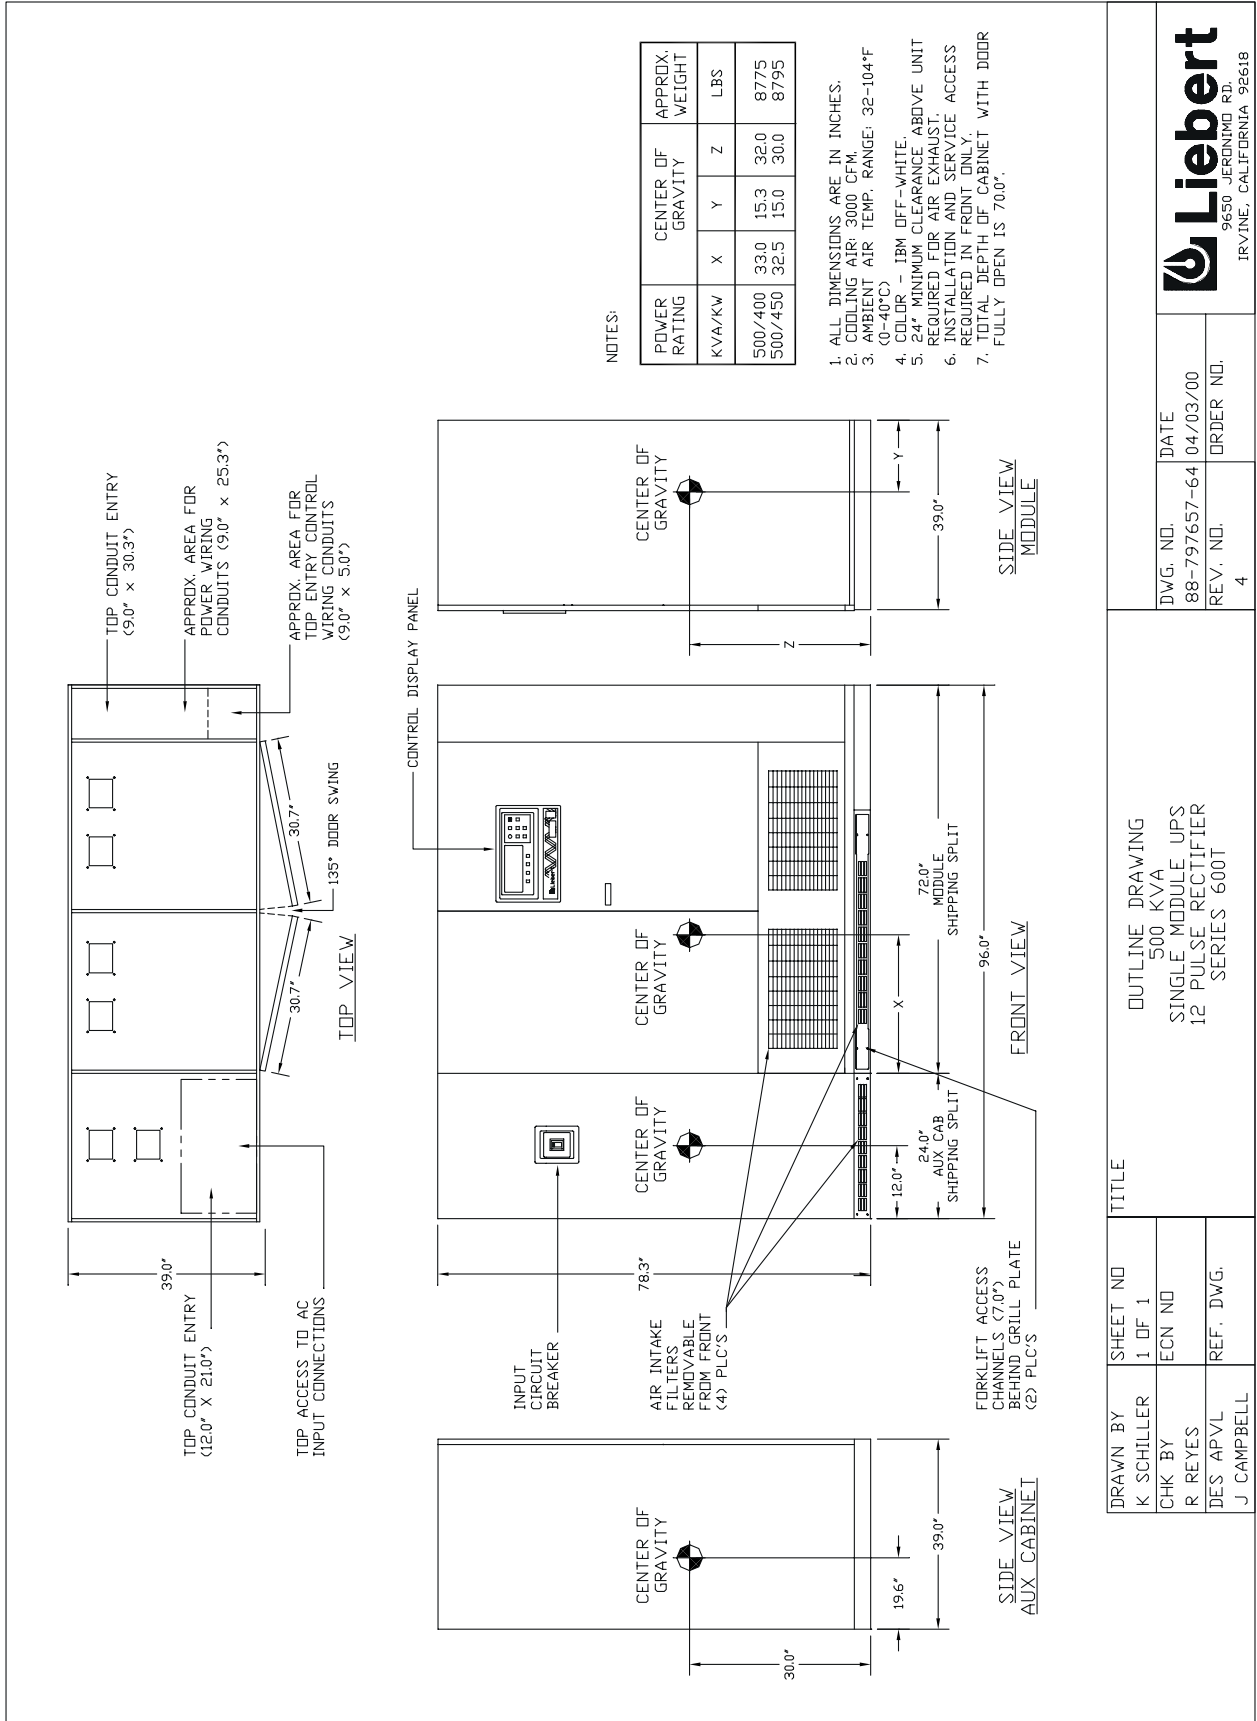 TOP CONDUIT ENTRY
(12.0" X 21.0")
TOP ACCESS TO AC
INPUT CONNECTIONS
39.0"
30.7"
30.7"
135° DOOR SWING
TOP VIEW
TOP CONDUIT ENTRY
(9.0" x 30.3")
APPROX. AREA FOR
POWER WIRING
CONDUITS (9.0" x 25.3")
APPROX. AREA FOR
TOP ENTRY CONTROL
WIRING CONDUITS
(9.0" x 5.0")
CONTROL DISPLAY PANEL
CENTER OF
GRAVITY
30.0"
19.6"
39.0"
SIDE VIEW
AUX CABINET
INPUT
CIRCUIT
BREAKER
AIR INTAKE
FILTERS
REMOVABLE
FROM FRONT
(4) PLC'S
FORKLIFT ACCESS
CHANNELS (7.0")
BEHIND GRILL PLATE
(2) PLC'S
78.3"
Liebert
CENTER OF
GRAVITY
CENTER OF
GRAVITY
12.0"
X
24.0"
AUX CAB
SHIPPING SPLIT
72.0"
MODULE
SHIPPING SPLIT
96.0"
FRONT VIEW
CENTER OF
GRAVITY
Z
Y
39.0"
SIDE VIEW
MODULE
NOTES:
POWER RATING CENTER OF GRAVITY APPROX. WEIGHT
KVA/KW X Y Z LBS
500/400 33.0 15.3 32.0 8775
500/450 32.5 15.0 30.0 8795
1. ALL DIMENSIONS ARE IN INCHES.
2. COOLING AIR: 3000 CFM.
3. AMBIENT AIR TEMP. RANGE: 32-104°F
(0-40°C)
4. COLOR - IBM OFF-WHITE.
5. 24" MINIMUM CLEARANCE ABOVE UNIT
REQUIRED FOR AIR EXHAUST.
6. INSTALLATION AND SERVICE ACCESS
REQUIRED IN FRONT ONLY.
7. TOTAL DEPTH OF CABINET WITH DOOR
FULLY OPEN IS 70.0".
DRAWN BY
K SCHILLER
CHK BY
R REYES
DES APVL
J CAMPBELL
SHEET NO
1 OF 1
ECN NO
REF. DWG.
TITLE
OUTLINE DRAWING
500 KVA
SINGLE MODULE UPS
12 PULSE RECTIFIER
SERIES 600T
DWG. NO.
88-797657-64
REV. NO.
4
DATE
04/03/00
ORDER NO.
Liebert
9650 JERONIMO RD.
IRVINE, CALIFORNIA 92618